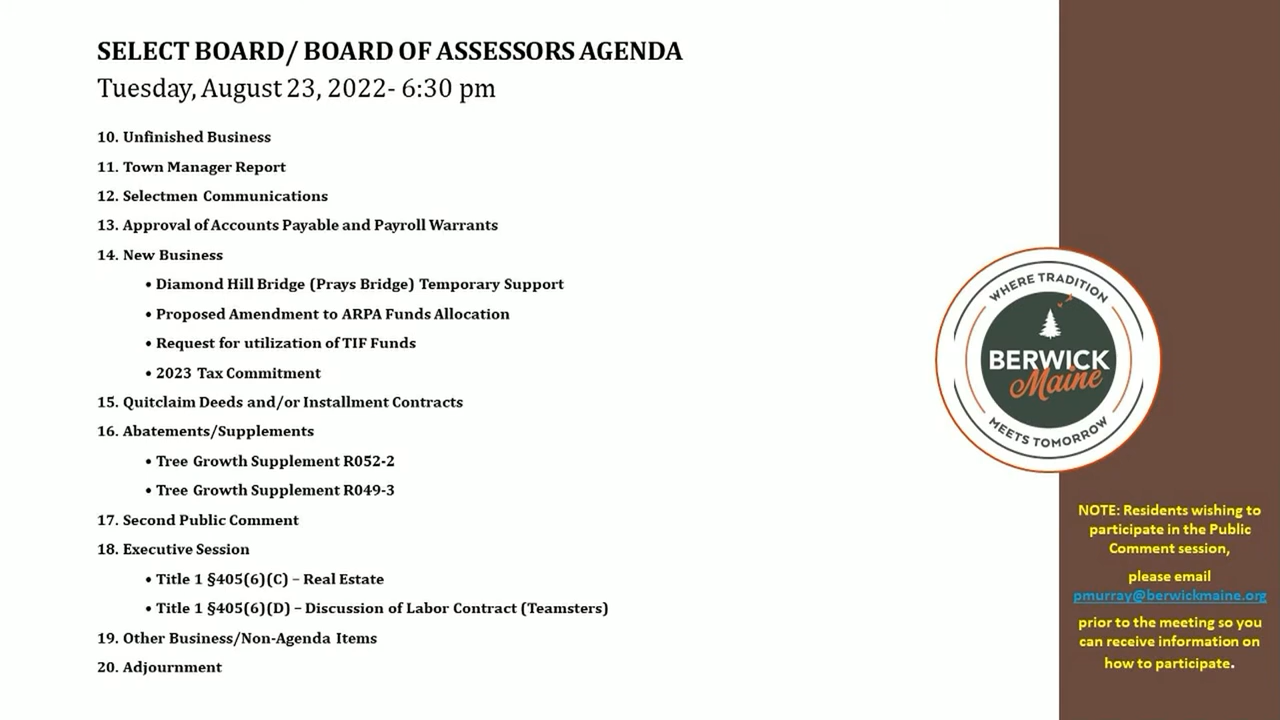 SELECT BOARD/ BOARD OF ASSESSORS AGENDA
Tuesday, August 23, 2022- 6:30 pm
10. Unfinished Business
11. Town Manager Report
12. Selectmen Communications
13. Approval of Accounts Payable and Payroll Warrants
14. New Business
• Diamond Hill Bridge (Prays Bridge) Temporary Support
• Proposed Amendment to ARPA Funds Allocation
• Request for utilization of TIF Funds
• 2023 Tax Commitment
15. Quitclaim Deeds and/or Installment Contracts
16. Abatements/Supplements
• Tree Growth Supplement R052-2
• Tree Growth Supplement R049-3
17. Second Public Comment
18. Executive Session
• Title 1 §405(6)(C) – Real Estate
• Title 1 §405(6)(D) – Discussion of Labor Contract (Teamsters)
19. Other Business/Non-Agenda Items
20. Adjournment
WHERE TRADITION
BERWICK
Maine
MEETS TOMORROW
NOTE: Residents wishing to
participate in the Public
Comment session,
please email
pmurray@berwickmaine.org
prior to the meeting so you
can receive information on
how to participate.